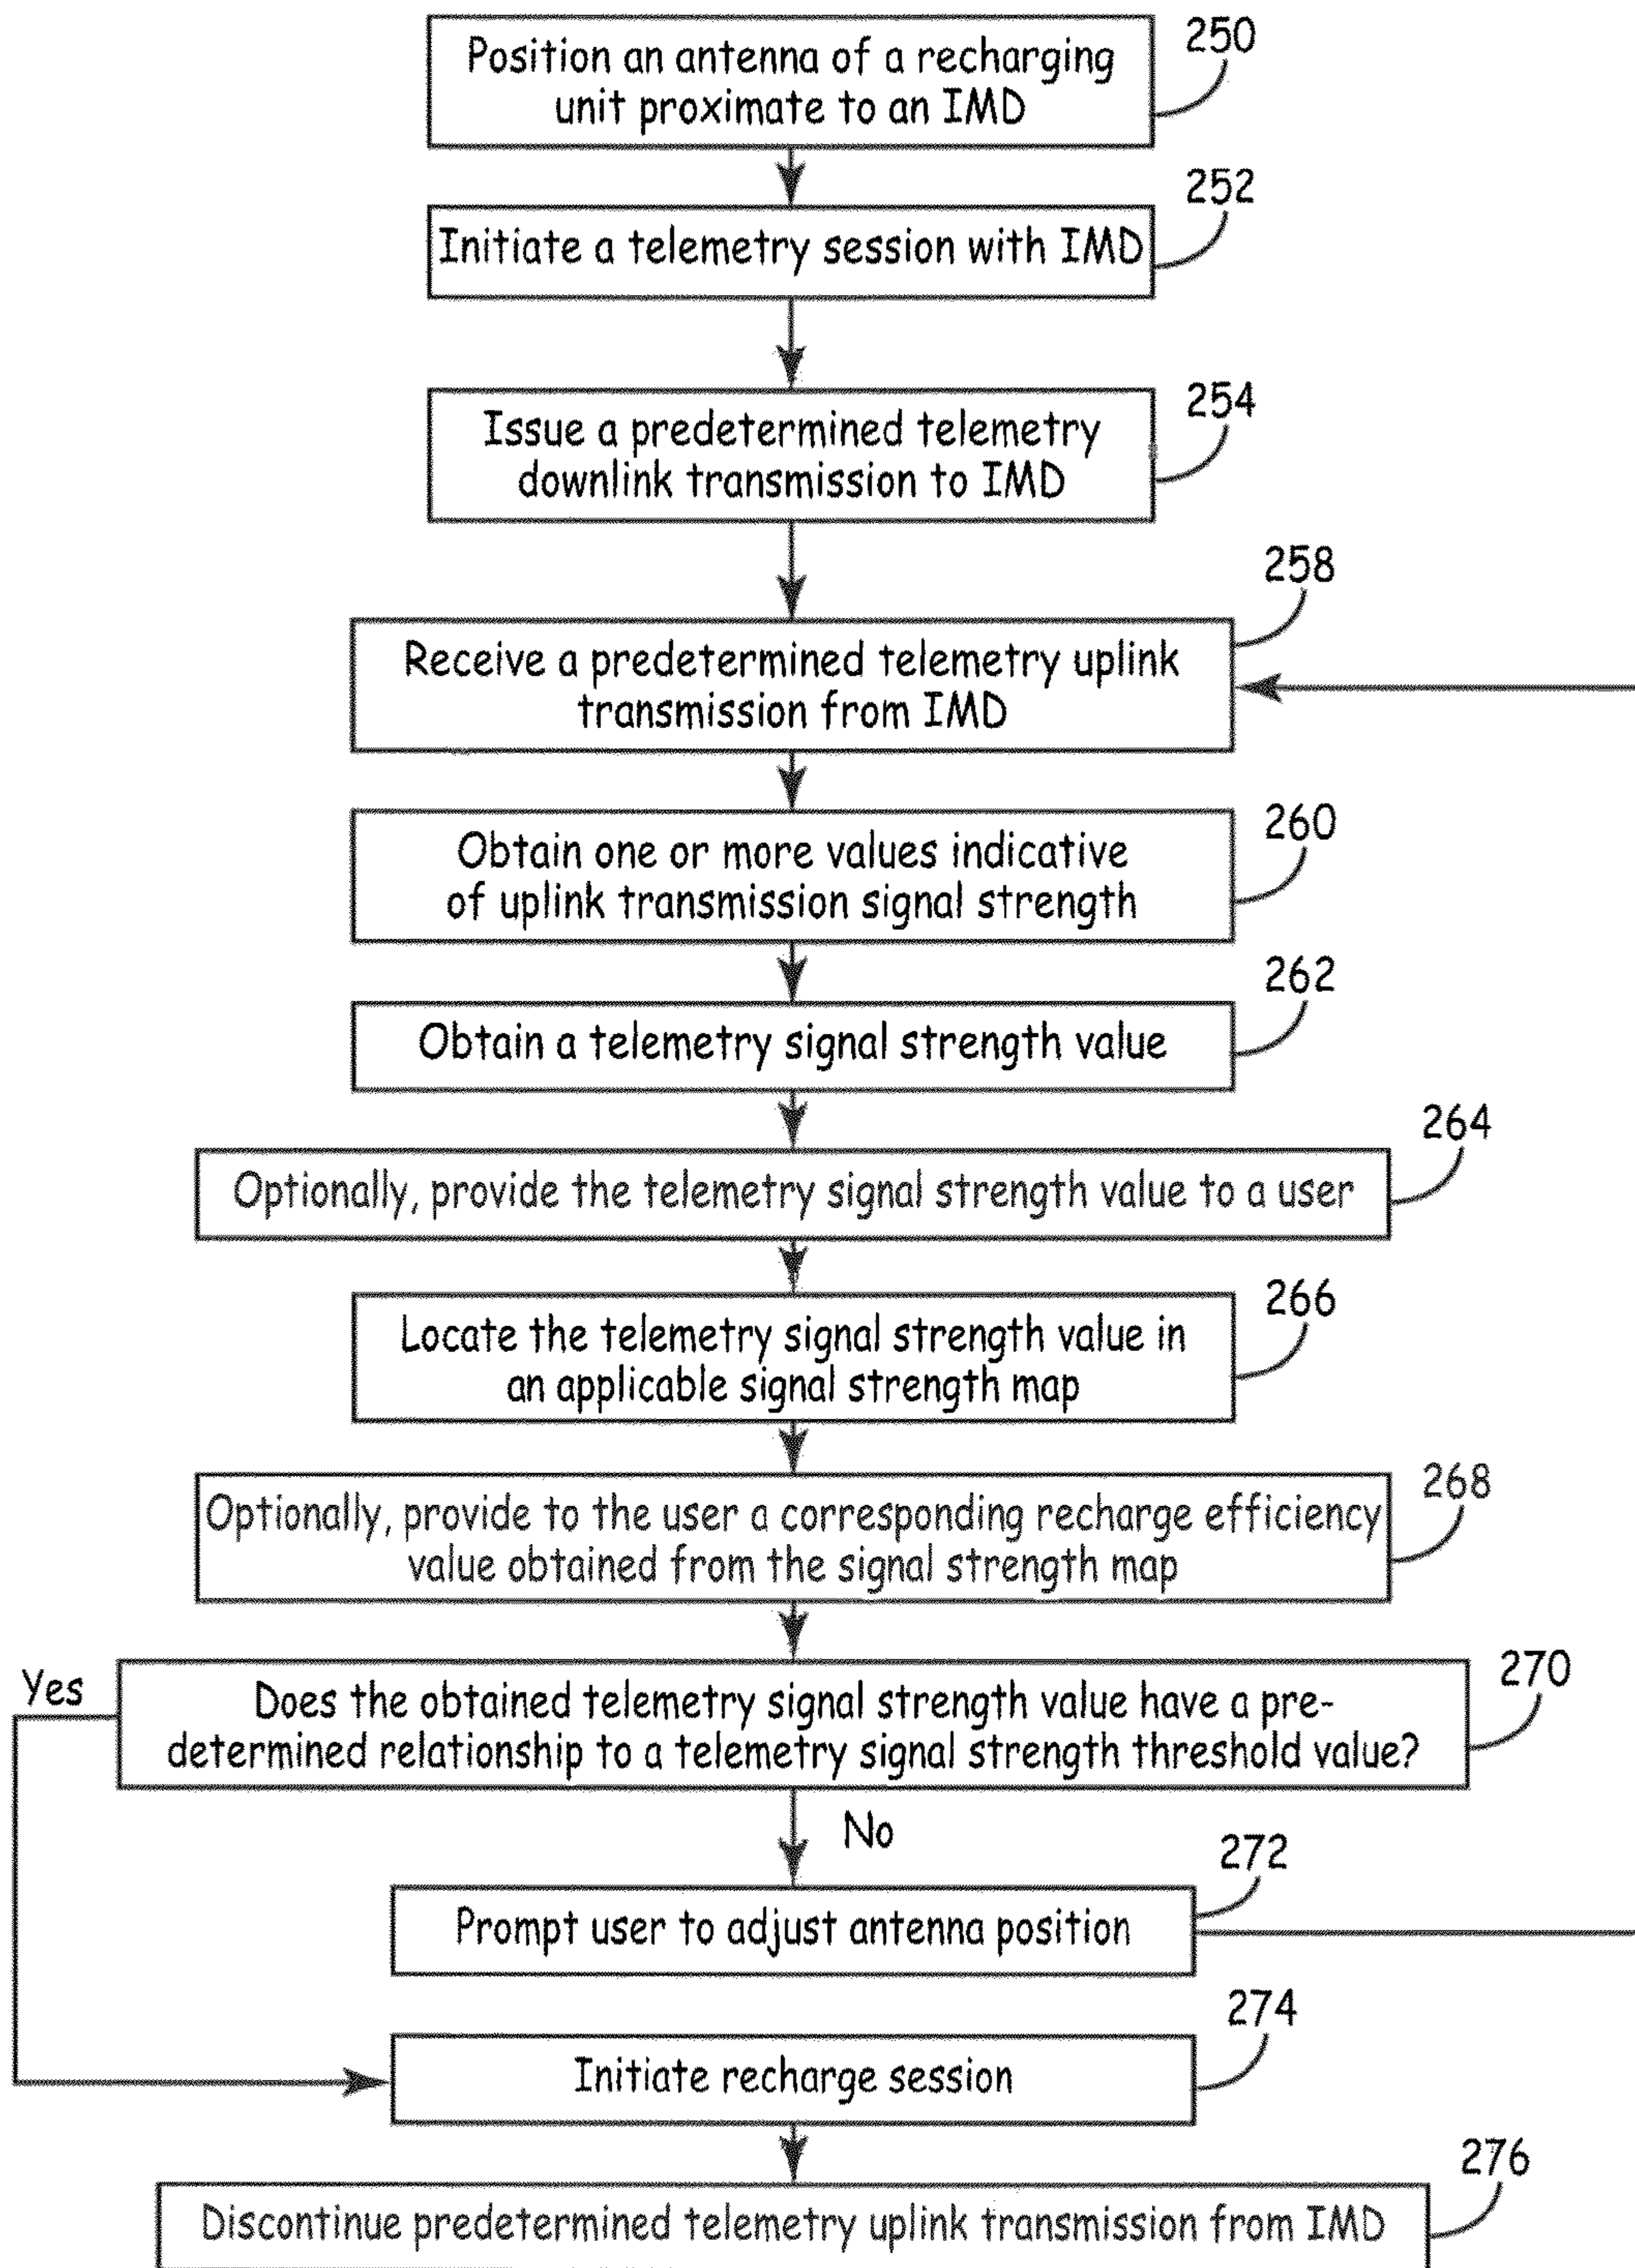 250
Position an antenna of a recharging
unit proximate to an IMD
252
Initiate a telemetry session with IMD
254
Issue a predetermined telemetry
downlink transmission to IMD
258
Receive a predetermined telemetry uplink
transmission from IMD
260
Obtain one or more values indicative
of uplink transmission signal strength
262
Obtain a telemetry signal strength value
264
Optionally, provide the telemetry signal strength value to a user
266
Locate the telemetry signal strength value in
an applicable signal strength map
268
Optionally, provide to the user a corresponding recharge efficiency
value obtained from the signal strength map
270
Yes
Does the obtained telemetry signal strength value have a pre-
determined relationship to a telemetry signal strength threshold value?
No
272
Prompt user to adjust antenna position
274
Initiate recharge session
276
Discontinue predetermined telemetry uplink transmission from IMD